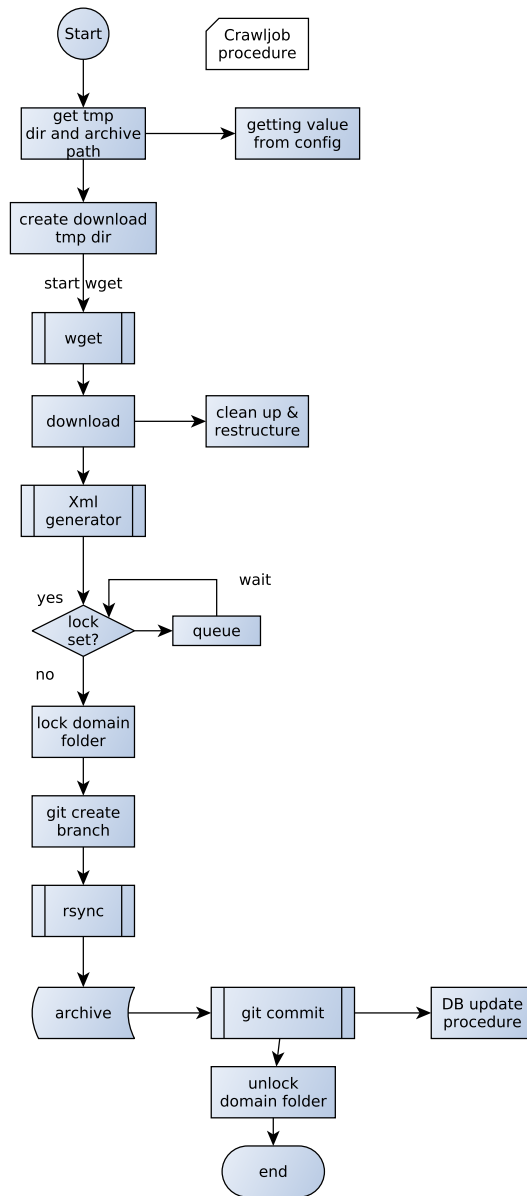 Start
Crawljob
procedure
get tmp
dir and archive
path
getting value
from config
create download
tmp dir
start wget
wget
download
clean up &
restructure
Xml
generator
wait
yes
lock
set?
queue
no
lock domain
folder
git create
branch
rsync
archive
git commit
DB update
procedure
unlock
domain folder
end